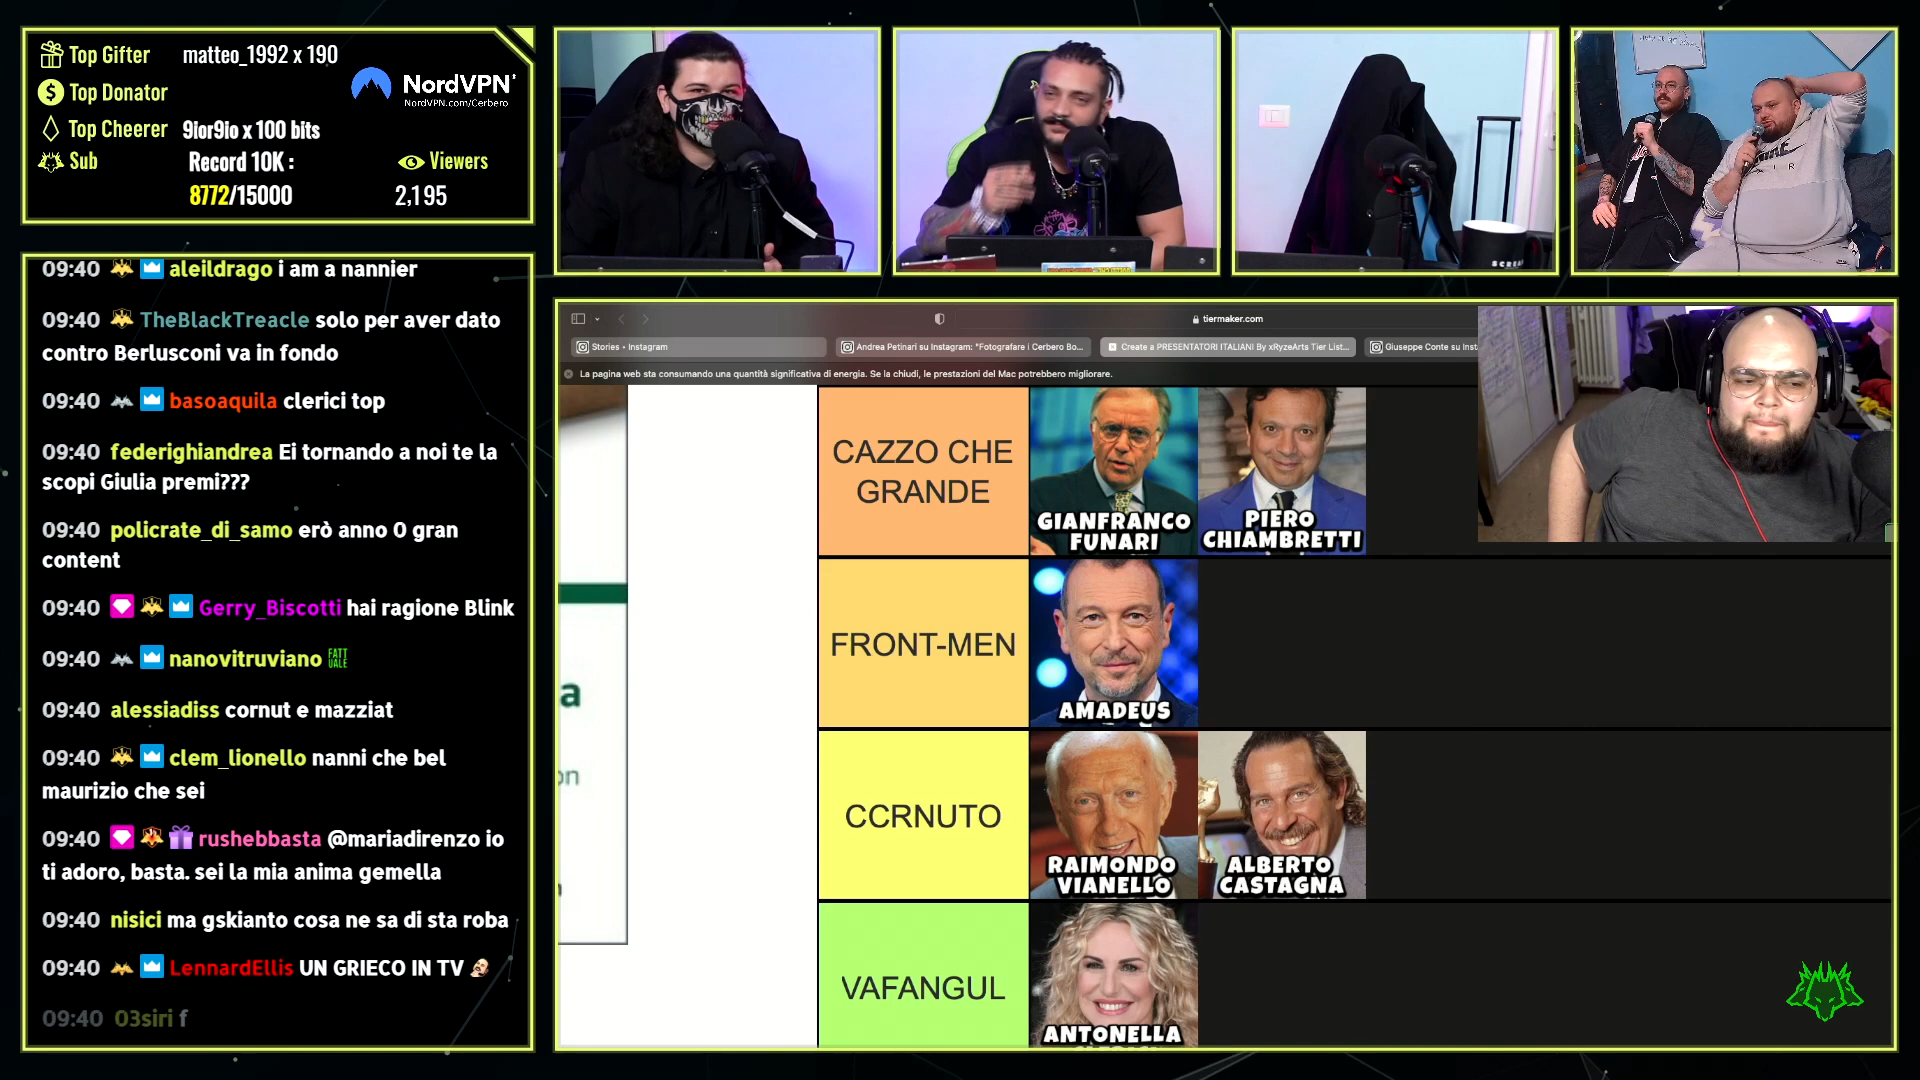 Top Gifter matteo_1992 x 190
Top Donator
Top Cheerer 9lor9io x 100 bits
Sub Record 10K :
8772/15000
Viewers
2,195
NordVPN
NordVPN.com/Cerbero
09:40 aleildrago i am a nannier
09:40 TheBlackTreacle solo per aver dato
contro Berlusconi va in fondo
09:40 basoaquila clerici top
09:40 federighiandrea Ei tornando a noi te la
scopi Giulia premi???
09:40 policrate_di_samo erò anno 0 gran
content
09:40 Gerry_Biscotti hai ragione Blink
09:40 nanovitruviano FATT
UALE
09:40 alessiadiss cornut e mazziat
09:40 clem_lionello nanni che bel
maurizio che sei
09:40 rushebbasta @mariadirenzo io
ti adoro, basta. sei la mia anima gemella
09:40 nisici ma gskianto cosa ne sa di sta roba
09:40 LennardEllis UN GRIECO IN TV
09:40 03siri f
AIR
tiermaker.com
Stories • Instagram
Andrea Petinari su Instagram: "Fotografare i Cerbero Bo...
Create a PRESENTATORI ITALIANI By xRyzeArts Tier List...
Giuseppe Conte su Inst
La pagina web sta consumando una quantità significativa di energia. Se la chiudi, le prestazioni del Mac potrebbero migliorare.
a
on
CAZZO CHE
GRANDE
GIANFRANCO
FUNARI
PIERO
CHIAMBRETTI
FRONT-MEN
AMADEUS
CCRNUTO
RAIMONDO
VIANELLO
ALBERTO
CASTAGNA
VAFANGUL
ANTONELLA